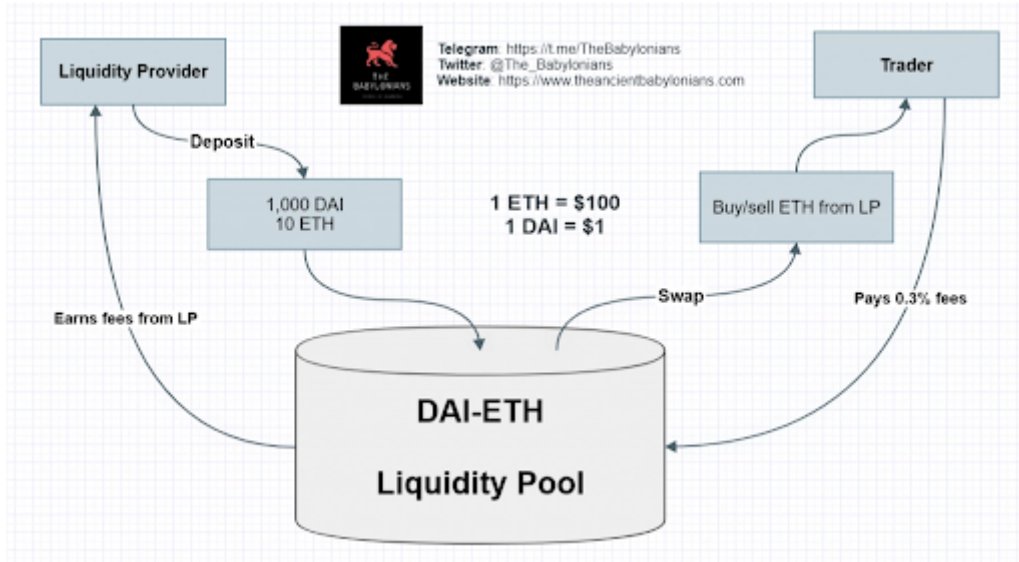 Liquidity Provider
THE
BABYLONIANS
Telegram: https://t.me/TheBabylonians
Twitter: @The_Babylonians
Website: https://www.theancientbabylonians.com
Trader
Deposit
1,000 DAI
10 ETH
1 ETH = $100
1 DAI = $1
Buy/sell ETH from LP
Swap
Pays 0.3% fees
Earns fees from LP
DAI-ETH
Liquidity Pool